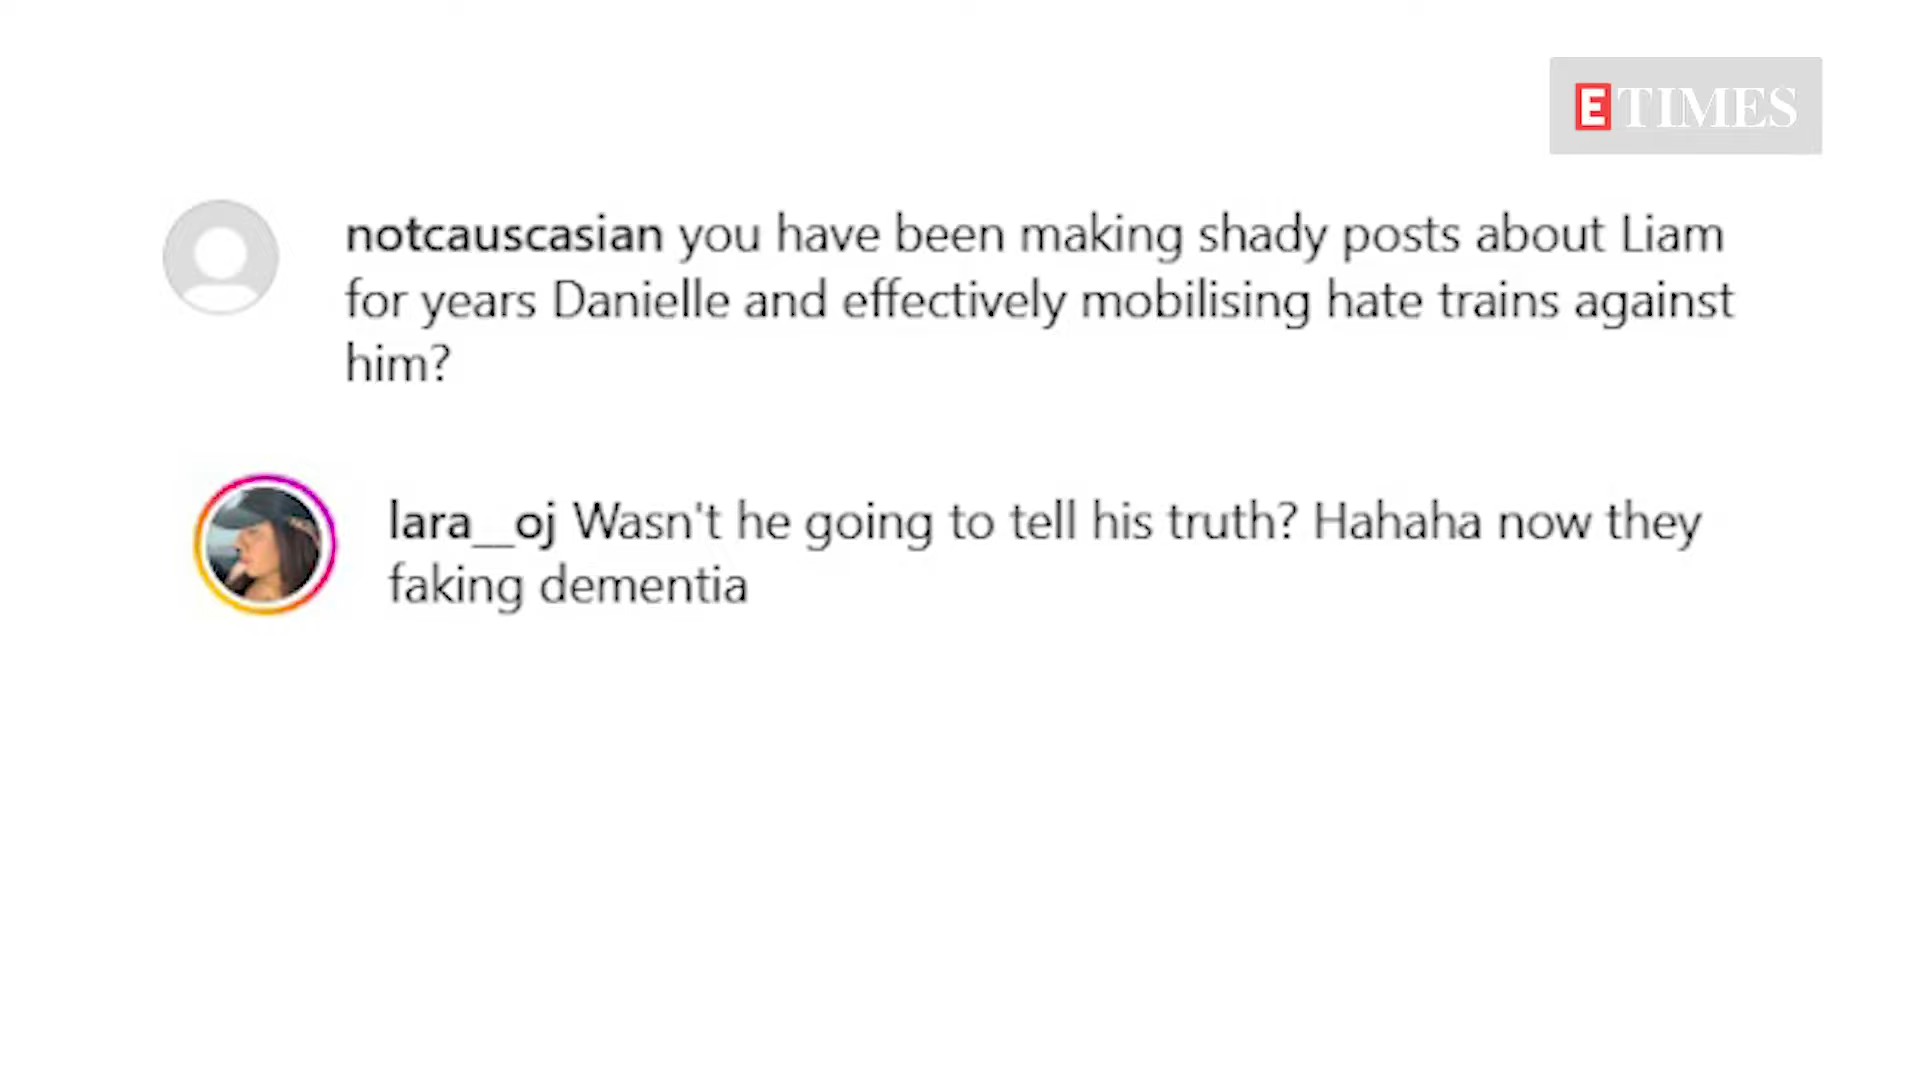 ETIMES
notcauscasian you have been making shady posts about Liam
for years Danielle and effectively mobilising hate trains against
him?
lara__oj Wasn't he going to tell his truth? Hahaha now they
faking dementia